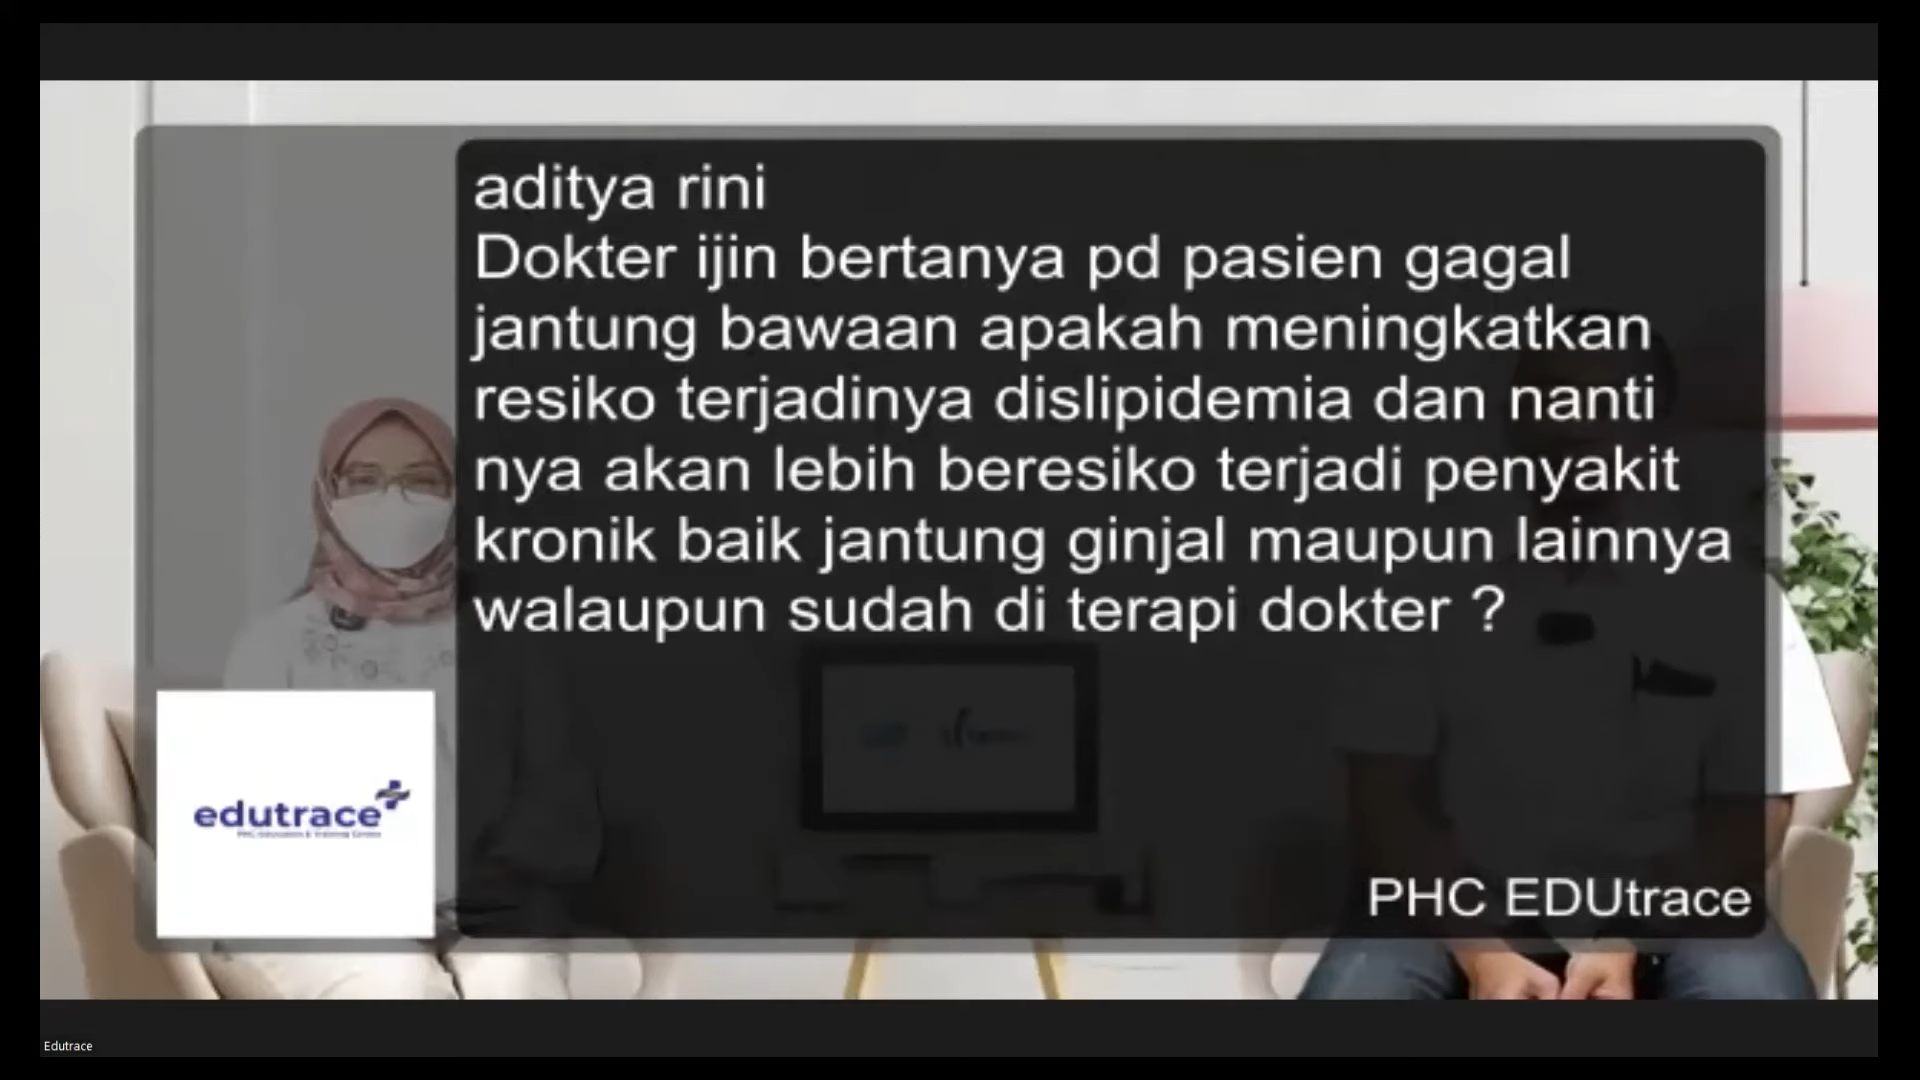 aditya rini
Dokter ijin bertanya pd pasien gagal
jantung bawaan apakah meningkatkan
resiko terjadinya dislipidemia dan nanti
nya akan lebih beresiko terjadi penyakit
kronik baik jantung ginjal maupun lainnya
walaupun sudah di terapi dokter ?
edutrace
PHC EDUtrace
Edutrace